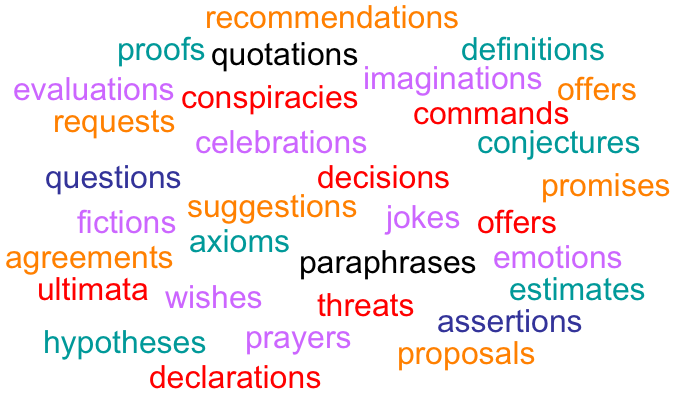 recommendations
proofs quotations definitions
evaluations conspiracies imaginations offers
requests commands
celebrations conjectures
questions decisions promises
fictions suggestions jokes offers
agreements axioms paraphrases emotions
ultimata wishes threats estimates
hypotheses prayers assertions
declarations proposals